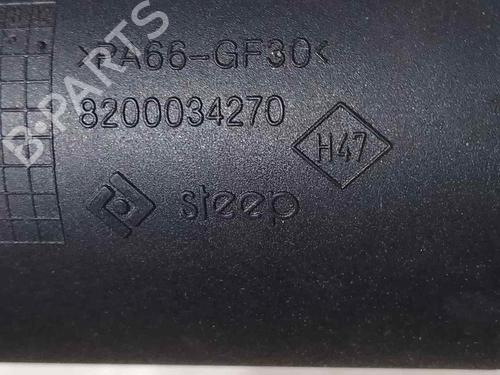 >PA66-GF30<
8200034270
H47
steep
B-PARTS